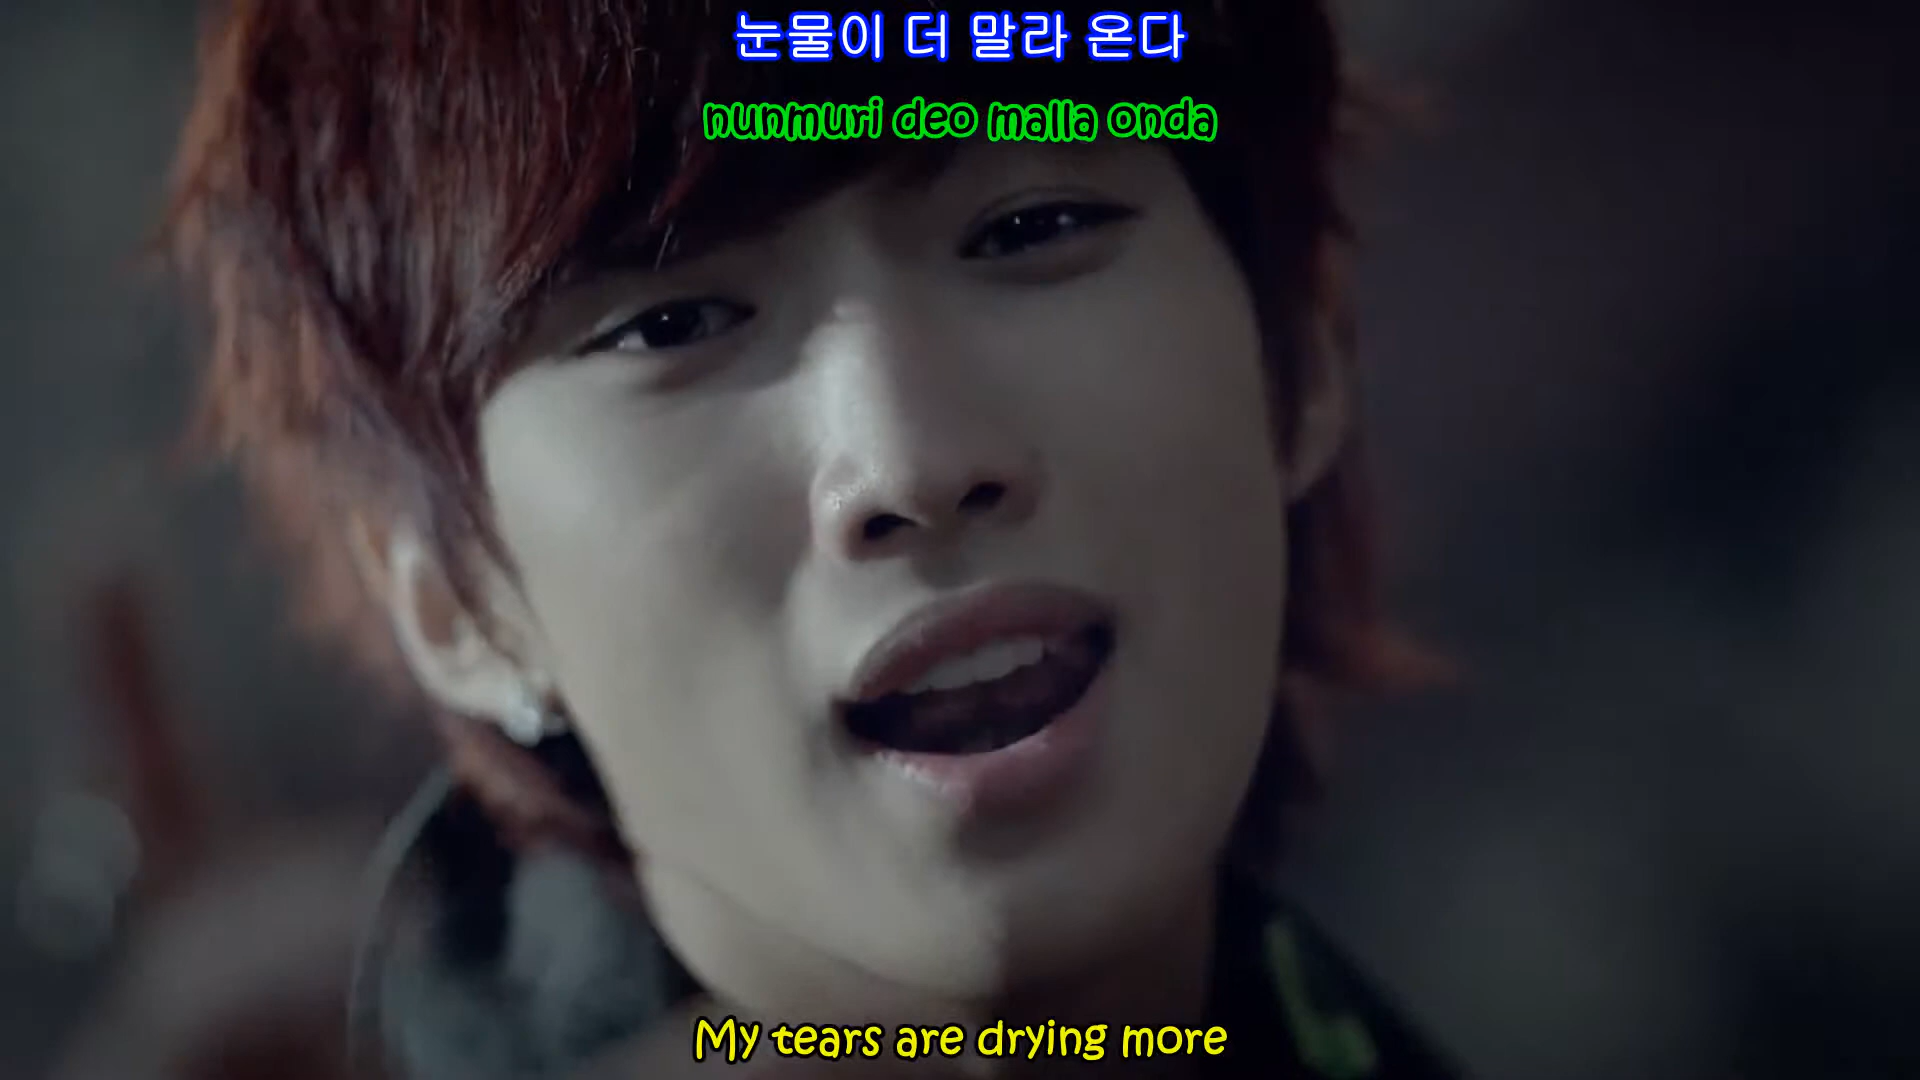 눈물이 더 말라 온다
nunmuri deo malla onda
My tears are drying more